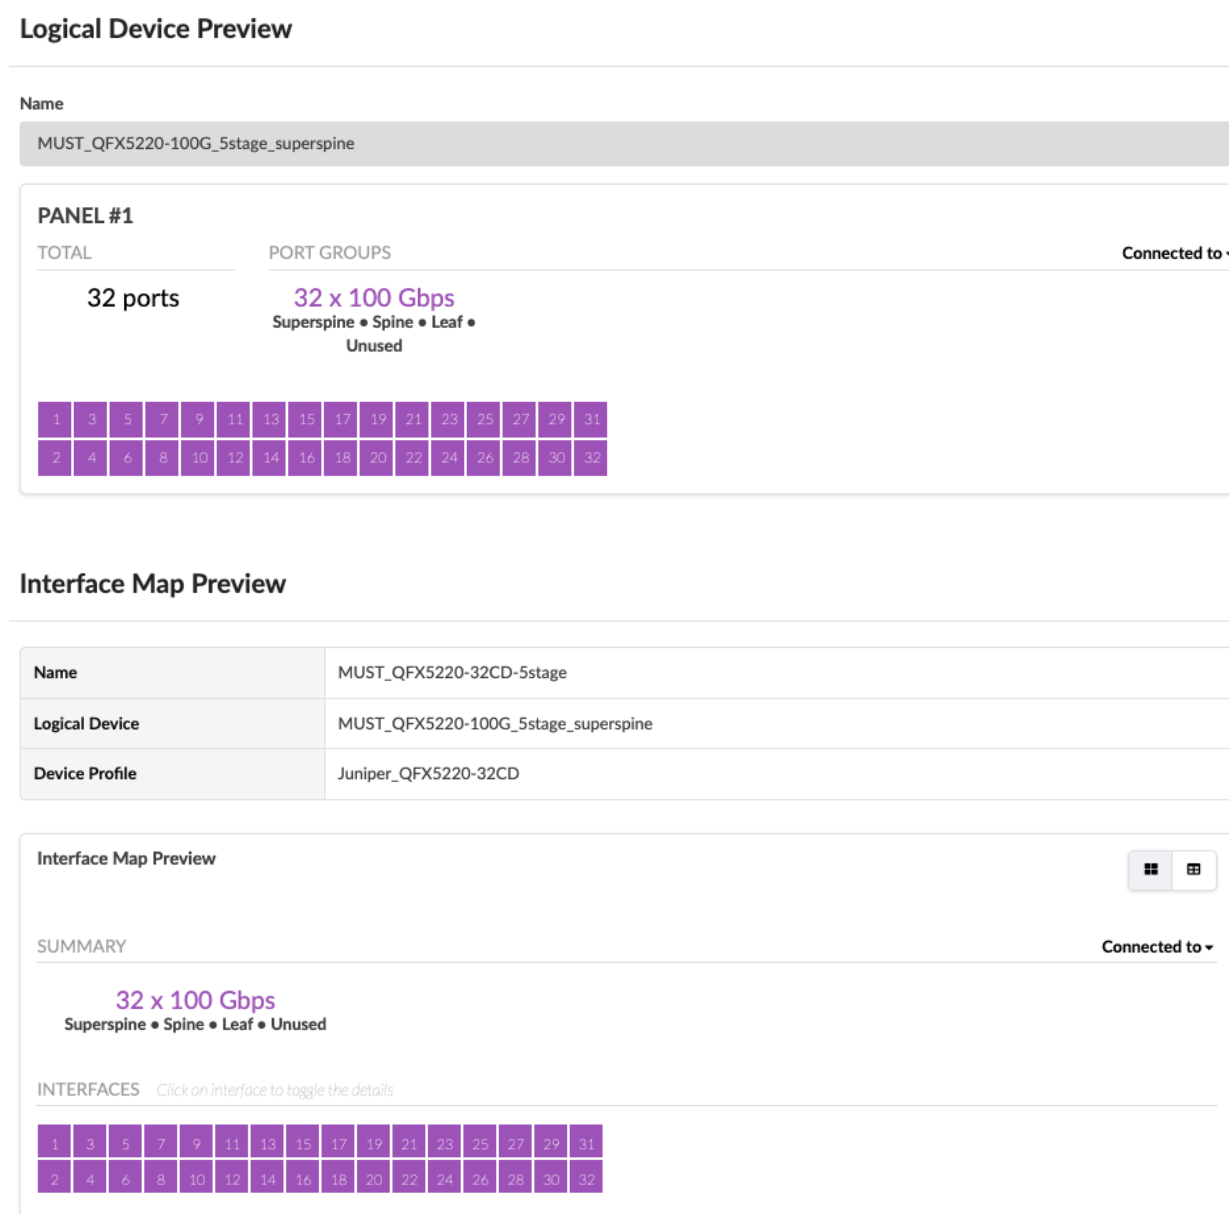 Logical Device Preview
Name
MUST_QFX5220-100G_5stage_superspine
PANEL #1
TOTAL PORT GROUPS Connected to
32 ports 32 x 100 Gbps
Superspine • Spine • Leaf •
Unused
1 3 5 7 9 11 13 15 17 19 21 23 25 27 29 31
2 4 6 8 10 12 14 16 18 20 22 24 26 28 30 32
Interface Map Preview
Name MUST_QFX5220-32CD-5stage
Logical Device MUST_QFX5220-100G_5stage_superspine
Device Profile Juniper_QFX5220-32CD
Interface Map Preview
SUMMARY Connected to
32 x 100 Gbps
Superspine • Spine • Leaf • Unused
INTERFACES Click on interface to toggle the details
1 3 5 7 9 11 13 15 17 19 21 23 25 27 29 31
2 4 6 8 10 12 14 16 18 20 22 24 26 28 30 32